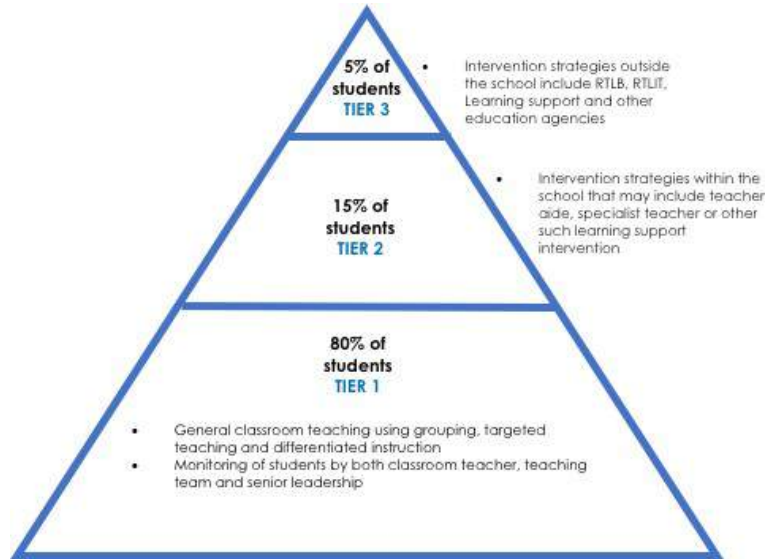 5% of
students
TIER 3
• Intervention strategies outside
the school include RTLB, RTLIT,
Learning support and other
education agencies
15% of
students
TIER 2
• Intervention strategies within the
school that may include teacher
aide, specialist teacher or other
such learning support
intervention
80% of
students
TIER 1
• General classroom teaching using grouping, targeted
teaching and differentiated instruction
• Monitoring of students by both classroom teacher, teaching
team and senior leadership